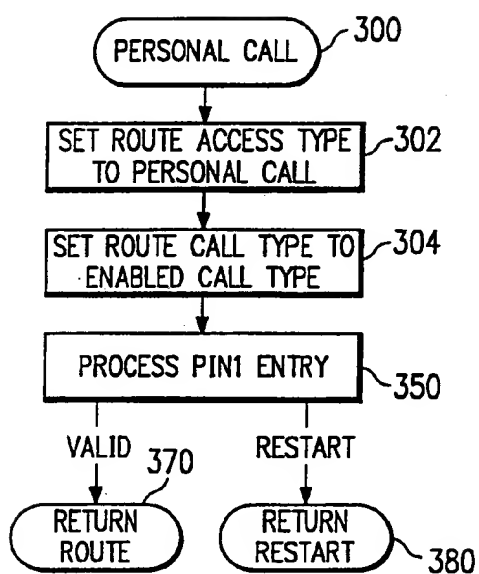 PERSONAL CALL
300
SET ROUTE ACCESS TYPE
TO PERSONAL CALL
302
SET ROUTE CALL TYPE TO
ENABLED CALL TYPE
304
PROCESS PIN1 ENTRY
350
VALID
RESTART
370
RETURN
ROUTE
RETURN
RESTART
380